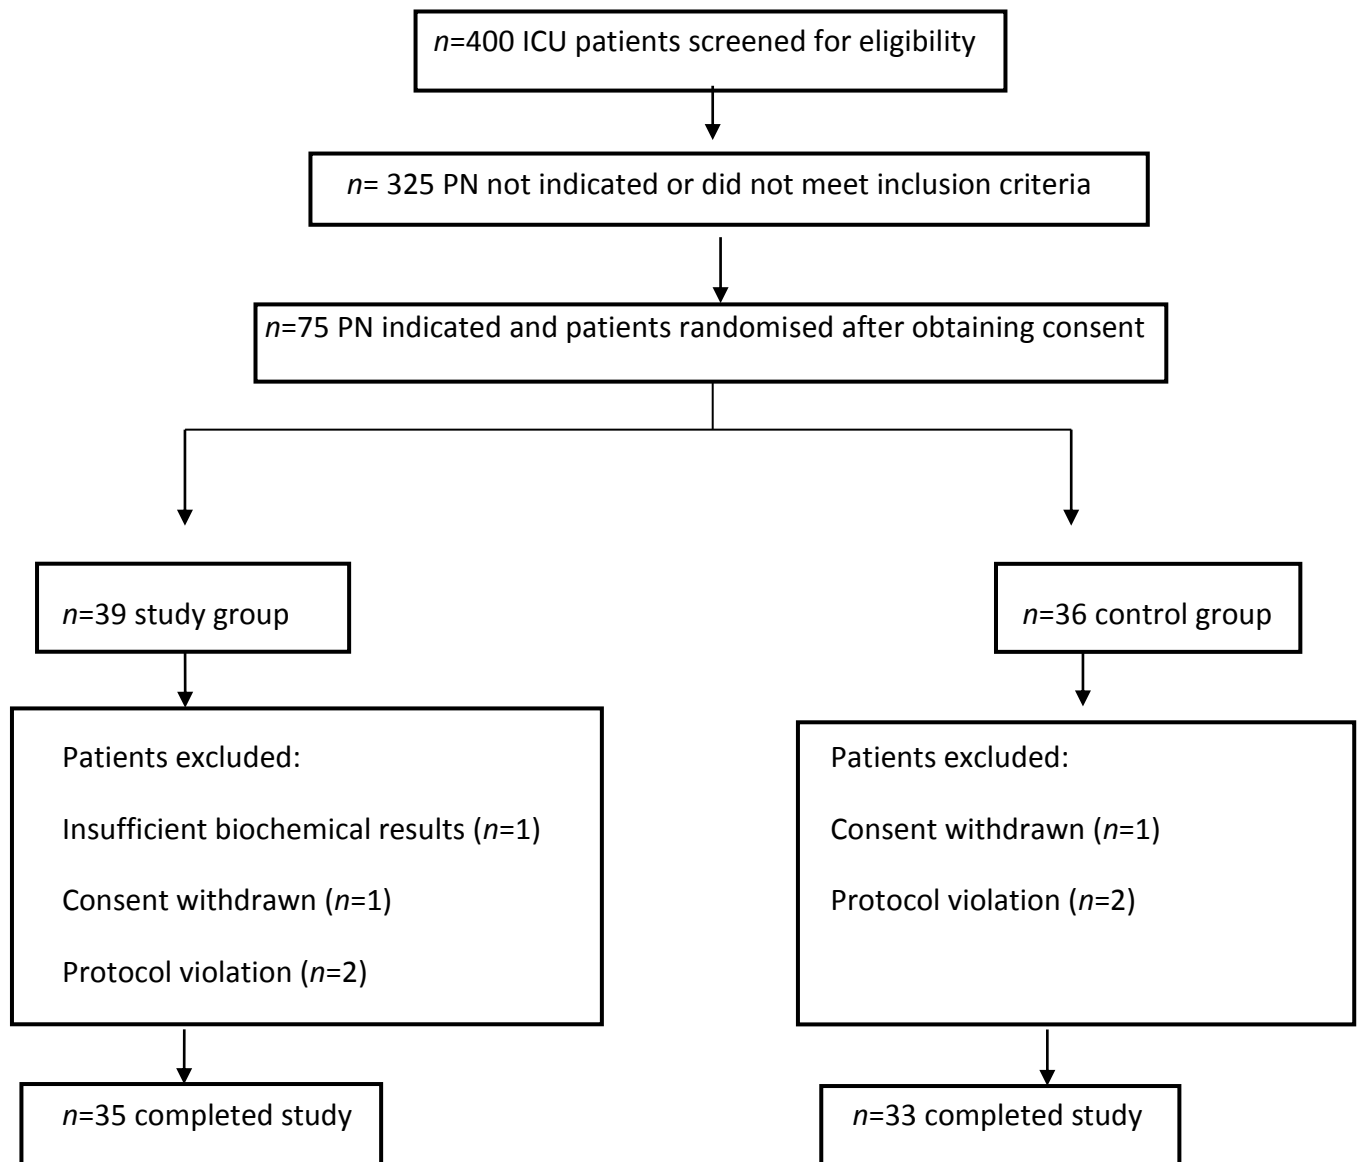 n=400 ICU patients screened for eligibility
n= 325 PN not indicated or did not meet inclusion criteria
n=75 PN indicated and patients randomised after obtaining consent
n=39 study group
n=36 control group
Patients excluded:
Insufficient biochemical results (n=1)
Consent withdrawn (n=1)
Protocol violation (n=2)
Patients excluded:
Consent withdrawn (n=1)
Protocol violation (n=2)
n=35 completed study
n=33 completed study